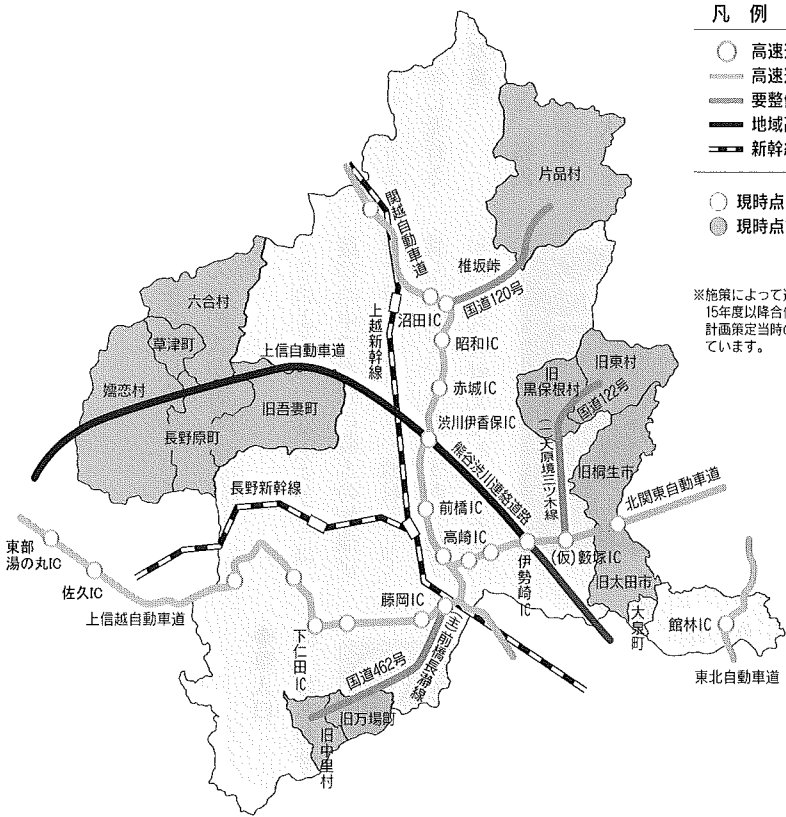 凡 例
高速道
高速道
要整備
地域高
新幹線
現時点
現時点
※施策によって
15年度以降合併
計画策定当時の
ています。
片品村
関越自動車道
椎坂峠
国道120号
沼田IC
六合村
草津町
上信自動車道
上越新幹線
昭和IC
嬬恋村
旧吾妻町
赤城IC
旧黒保根村
旧東村
国道122号
長野原町
渋川伊香保IC
熊谷渋川連絡道路
(一)大原境三ツ木線
旧桐生市
北関東自動車道
長野新幹線
前橋IC
高崎IC
東部
湯の丸IC
佐久IC
伊勢崎IC
(仮)藪塚IC
旧太田市
上信越自動車道
藤岡IC
大泉町
館林IC
下仁田IC
(主)前橋長瀞線
国道462号
東北自動車道
旧万場町
旧中里村